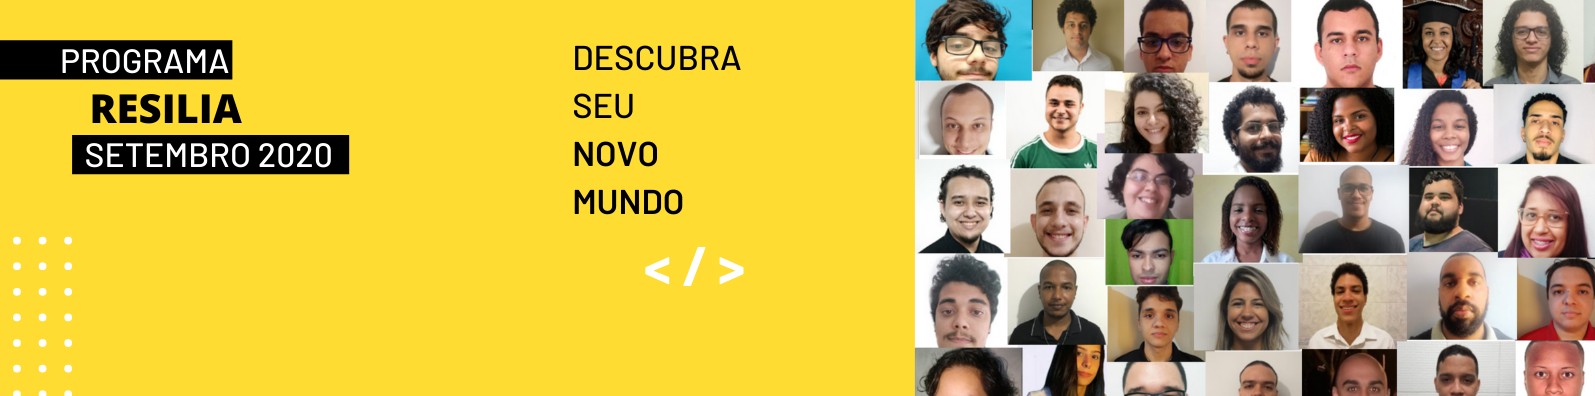 PROGRAMA
RESILIA
SETEMBRO 2020
DESCUBRA
SEU
NOVO
MUNDO
</>